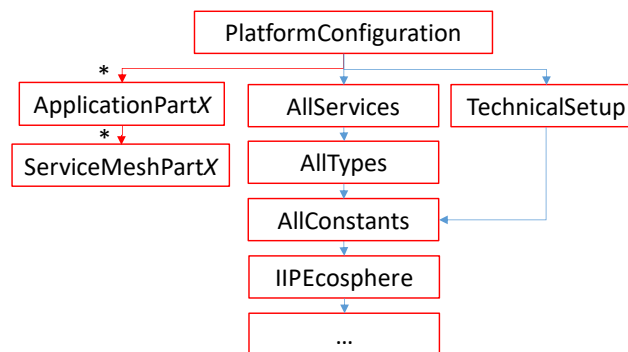 PlatformConfiguration
*
ApplicationPartX
AllServices
TechnicalSetup
*
ServiceMeshPartX
AllTypes
AllConstants
IIPEcosphere
...